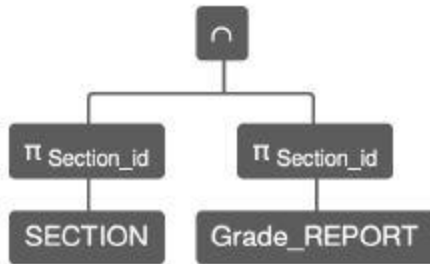 ∩
π Section_id
π Section_id
SECTION
Grade_REPORT